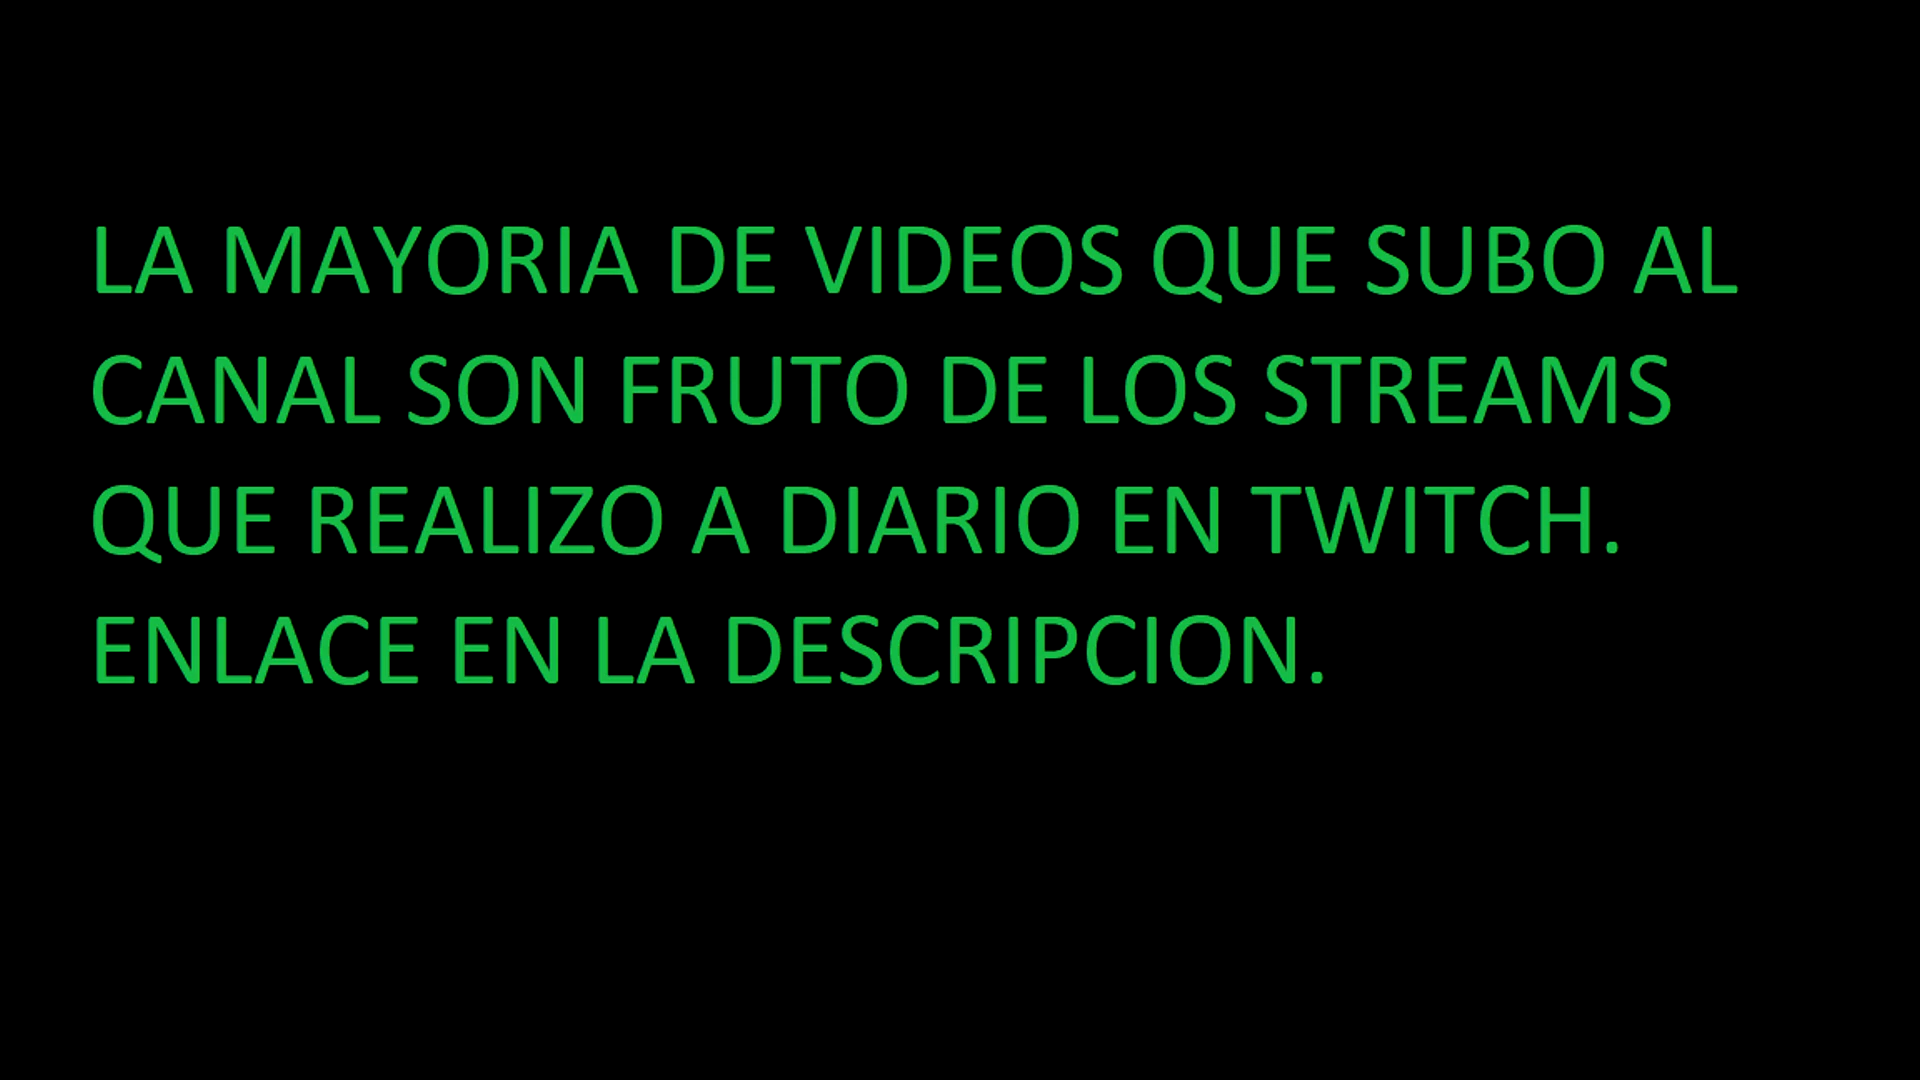 LA MAYORIA DE VIDEOS QUE SUBO AL
CANAL SON FRUTO DE LOS STREAMS
QUE REALIZO A DIARIO EN TWITCH.
ENLACE EN LA DESCRIPCION.